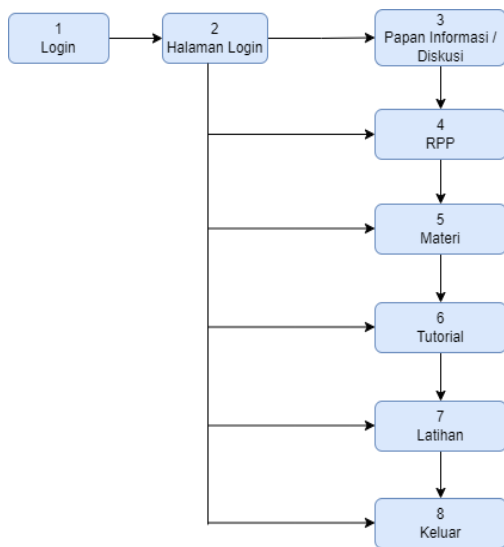 1
Login
2
Halaman Login
3
Papan Informasi /
Diskusi
4
RPP
5
Materi
6
Tutorial
7
Latihan
8
Keluar